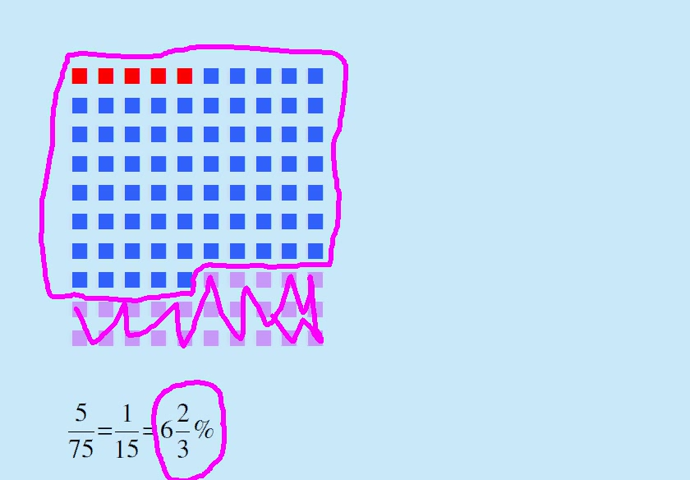 5/75 = 1/15 = 6 2/3 %